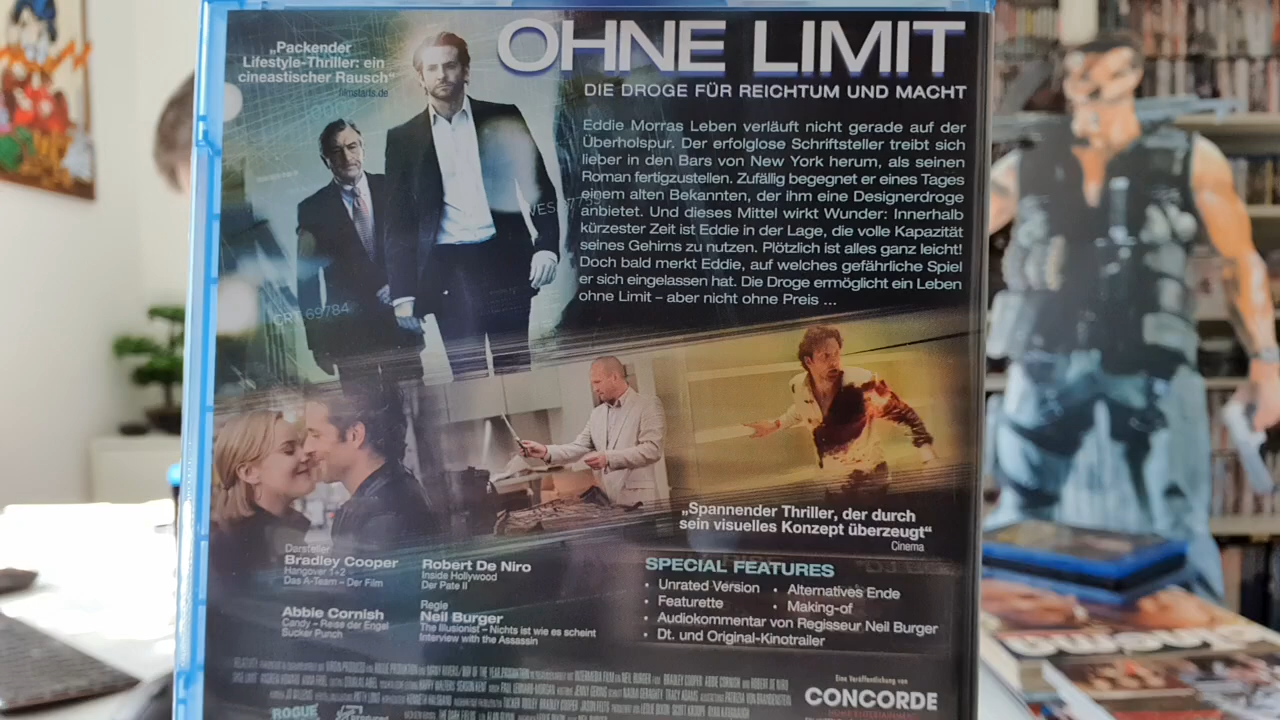 „Packender
Lifestyle-Thriller: ein
cineastischer Rausch“
filmstarts.de
OHNE LIMIT
DIE DROGE FÜR REICHTUM UND MACHT
Eddie Morras Leben verläuft nicht gerade auf der
Überholspur. Der erfolglose Schriftsteller treibt sich
lieber in den Bars von New York herum, als seinen
Roman fertigzustellen. Zufällig begegnet er eines Tages
einem alten Bekannten, der ihm eine Designerdroge
anbietet. Und dieses Mittel wirkt Wunder: Innerhalb
kürzester Zeit ist Eddie in der Lage, die volle Kapazität
seines Gehirns zu nutzen. Plötzlich ist alles ganz leicht!
Doch bald merkt Eddie, auf welches gefährliche Spiel
er sich eingelassen hat. Die Droge ermöglicht ein Leben
ohne Limit – aber nicht ohne Preis ...
CRT 69784
„Spannender Thriller, der durch
sein visuelles Konzept überzeugt“
Cinema
Darsteller
Bradley Cooper
Hangover 1+2
Das A-Team – Der Film
Robert De Niro
Inside Hollywood
Der Pate II
Abbie Cornish
Candy – Reise der Engel
Sucker Punch
Regie
Neil Burger
The Illusionist – Nichts ist wie es scheint
Interview with the Assassin
SPECIAL FEATURES
• Unrated Version • Alternatives Ende
• Featurette • Making-of
• Audiokommentar von Regisseur Neil Burger
• Dt. und Original-Kinotrailer
Eine Veröffentlichung von
CONCORDE
HOME ENTERTAINMENT
ROGUE